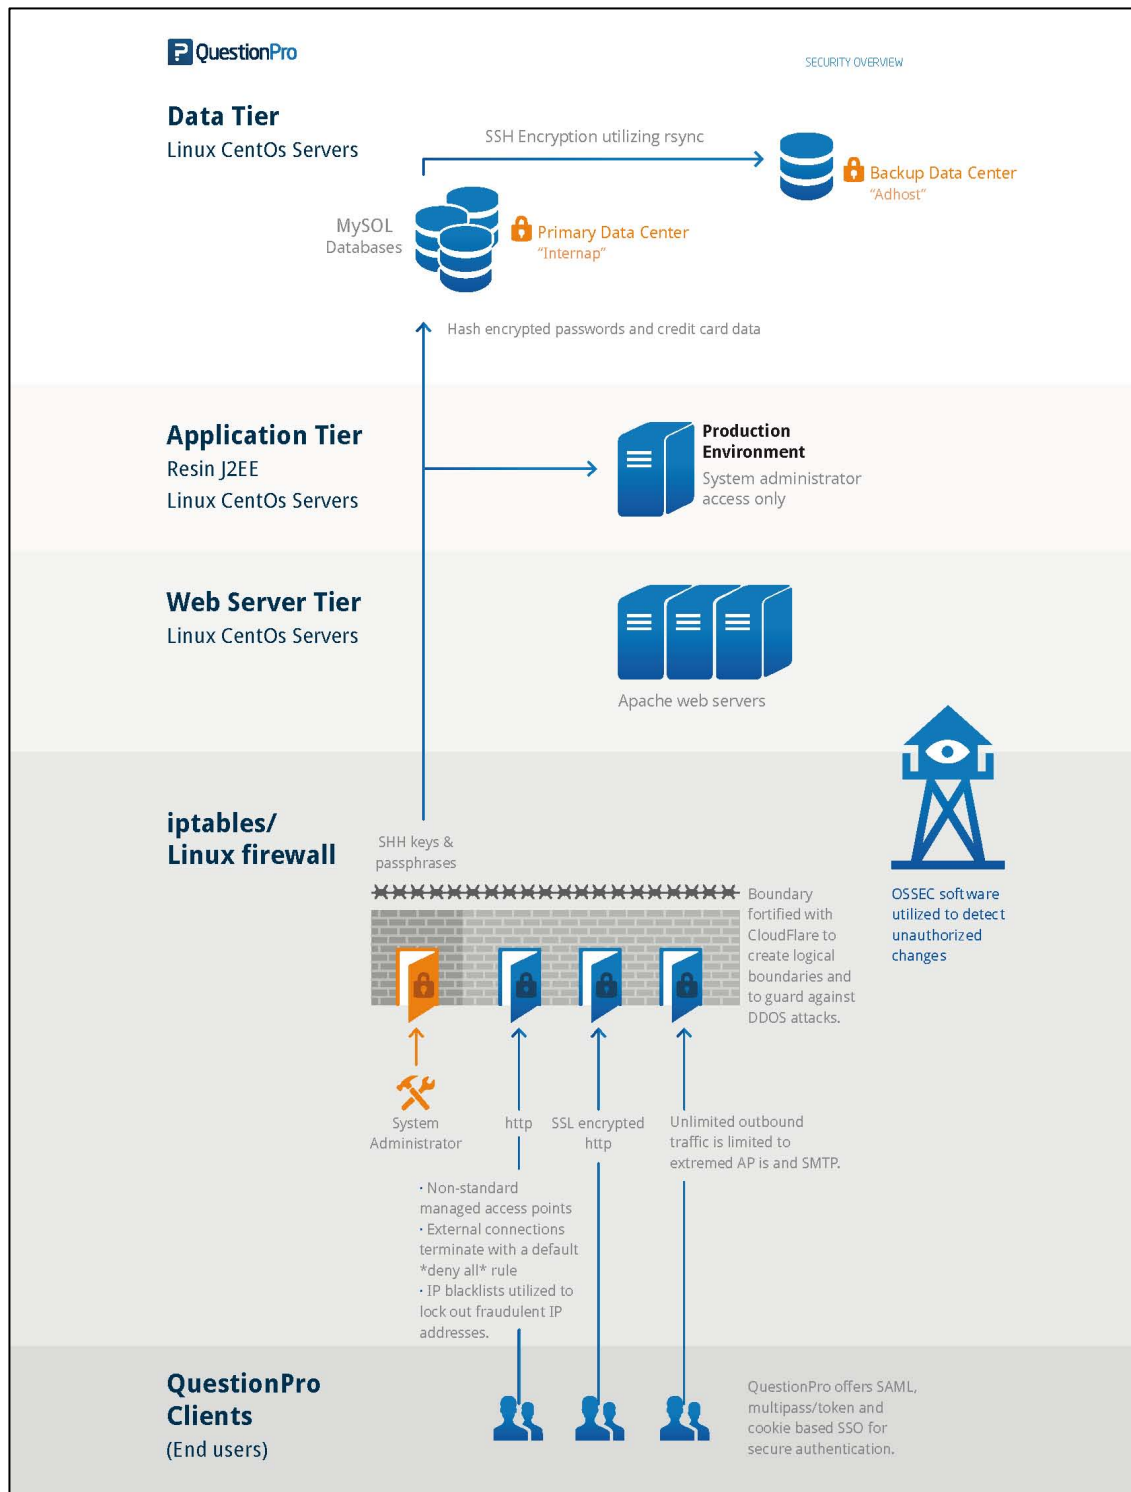 QuestionPro
SECURITY OVERVIEW
Data Tier
Linux CentOs Servers
SSH Encryption utilizing rsync
Backup Data Center
“Adhost”
MySOL
Databases
Primary Data Center
“Internap”
Hash encrypted passwords and credit card data
Application Tier
Resin J2EE
Linux CentOs Servers
Production
Environment
System administrator
access only
Web Server Tier
Linux CentOs Servers
Apache web servers
iptables/
Linux firewall
SHH keys &
passphrases
Boundary
fortified with
CloudFlare to
create logical
boundaries and
to guard against
DDOS attacks.
OSSEC software
utilized to detect
unauthorized
changes
System
Administrator
http
SSL encrypted
http
Unlimited outbound
traffic is limited to
extremed AP is and SMTP.
· Non-standard
managed access points
· External connections
terminate with a default
*deny all* rule
· IP blacklists utilized to
lock out fraudulent IP
addresses.
QuestionPro
Clients
(End users)
QuestionPro offers SAML,
multipass/token and
cookie based SSO for
secure authentication.